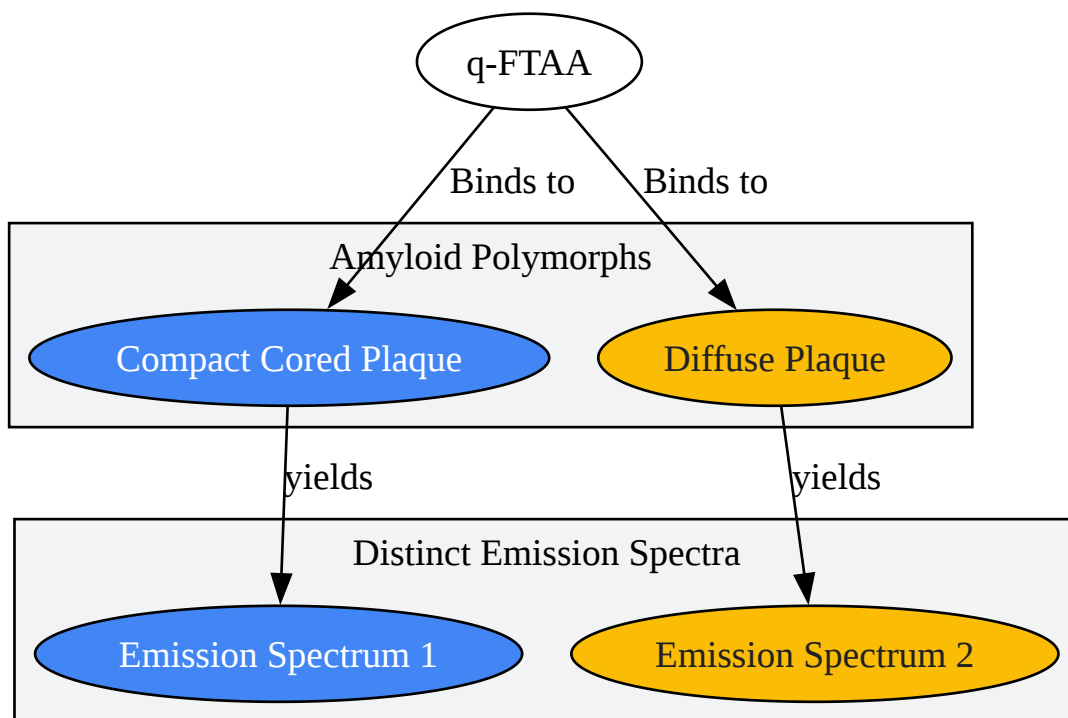 q-FTAA
Binds to
Binds to
Amyloid Polymorphs
Compact Cored Plaque
Diffuse Plaque
yields
yields
Distinct Emission Spectra
Emission Spectrum 1
Emission Spectrum 2